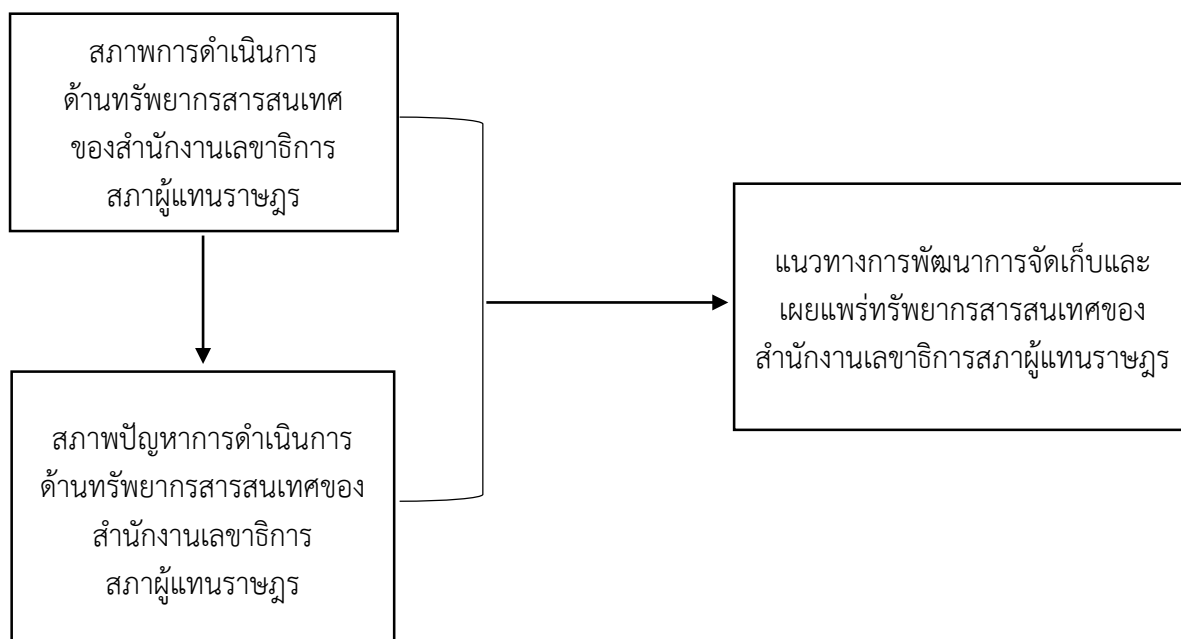 สภาพการดำเนินการ
ด้านทรัพยากรสารสนเทศ
ของสำนักงานเลขาธิการ
สภาผู้แทนราษฎร
สภาพปัญหาการดำเนินการ
ด้านทรัพยากรสารสนเทศของ
สำนักงานเลขาธิการ
สภาผู้แทนราษฎร
แนวทางการพัฒนาการจัดเก็บและ
เผยแพร่ทรัพยากรสารสนเทศของ
สำนักงานเลขาธิการสภาผู้แทนราษฎร